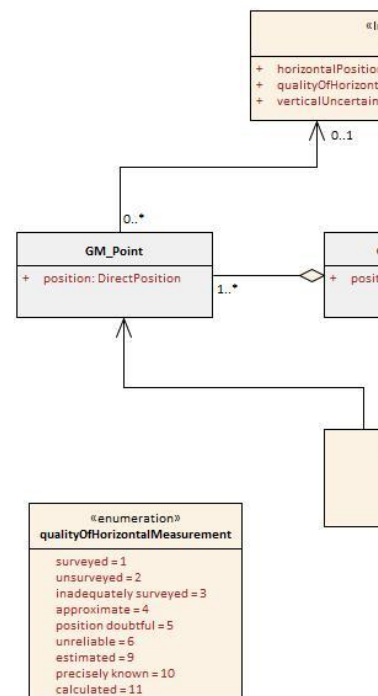 + horizontalPosition
+ qualityOfHorizont
+ verticalUncertain
0..1
0..*
GM_Point
+ position: DirectPosition
1..*
+ posit
«enumeration»
qualityOfHorizontalMeasurement
surveyed = 1
unsurveyed = 2
inadequately surveyed = 3
approximate = 4
position doubtful = 5
unreliable = 6
estimated = 9
precisely known = 10
calculated = 11